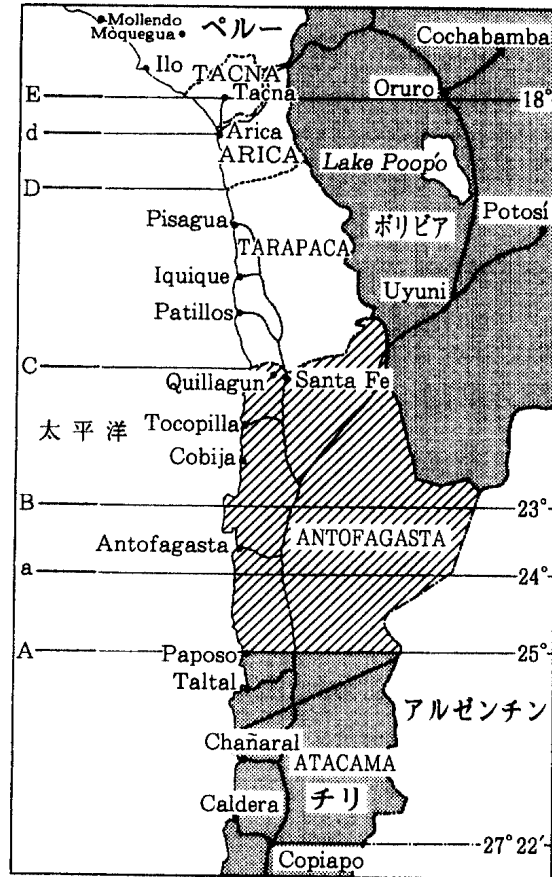 Mollendo
Mòquegua
ペルー
Cochabamba
Ilo
TACNA
E
Tacna
Oruro
18°
d
Arica
ARICA
Lake Poopó
D
Potosí
Pisagua
ボリビア
TARAPACA
Iquique
Uyuni
Patillos
C
Quillagun
Santa Fe
太平洋
Tocopilla
Cobija
B
23°
Antofagasta
ANTOFAGASTA
a
24°
A
Paposo
25°
Taltal
アルゼンチン
Chañaral
ATACAMA
チリ
Caldera
27°22′
Copiapo